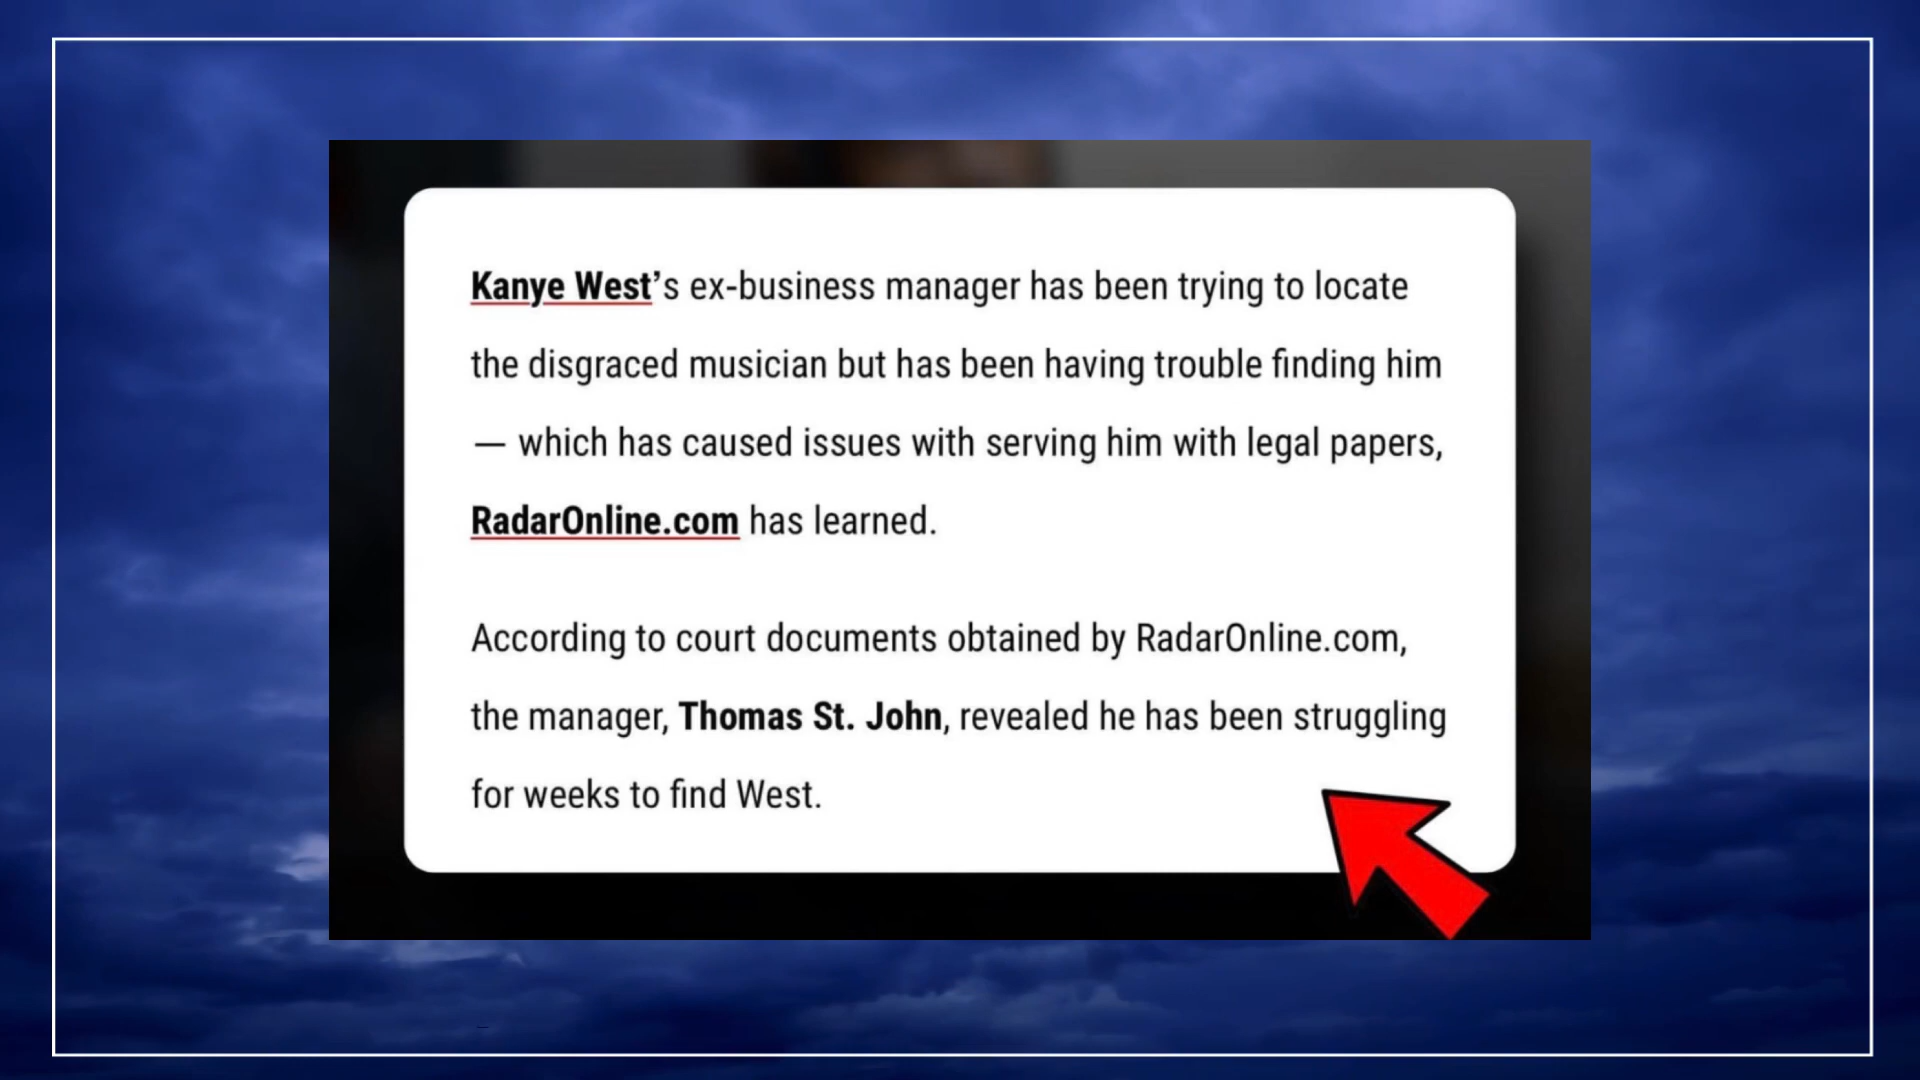 Kanye West’s ex-business manager has been trying to locate
the disgraced musician but has been having trouble finding him
— which has caused issues with serving him with legal papers,
RadarOnline.com has learned.
According to court documents obtained by RadarOnline.com,
the manager, Thomas St. John, revealed he has been struggling
for weeks to find West.